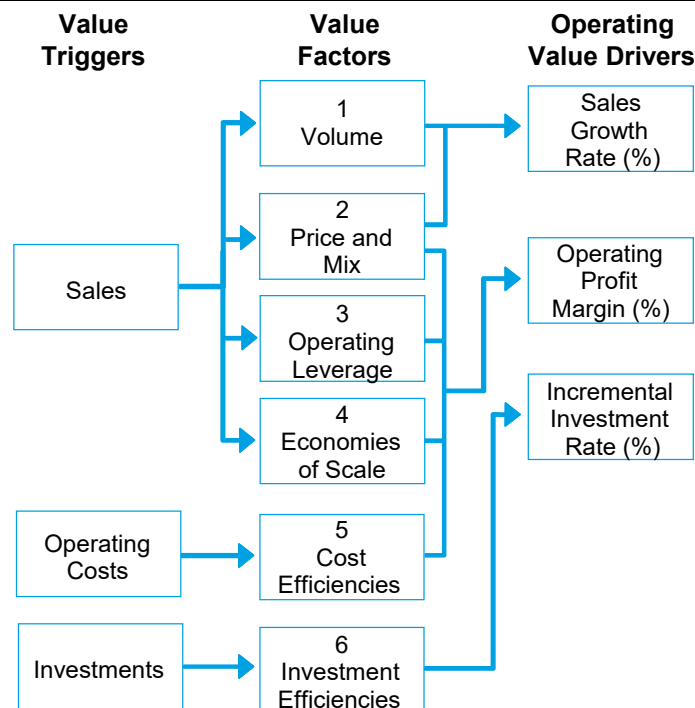 Value
Triggers
Value
Factors
Operating
Value Drivers
1
Volume
2
Price and
Mix
3
Operating
Leverage
4
Economies
of Scale
5
Cost
Efficiencies
6
Investment
Efficiencies
Sales
Operating
Costs
Investments
Sales
Growth
Rate (%)
Operating
Profit
Margin (%)
Incremental
Investment
Rate (%)